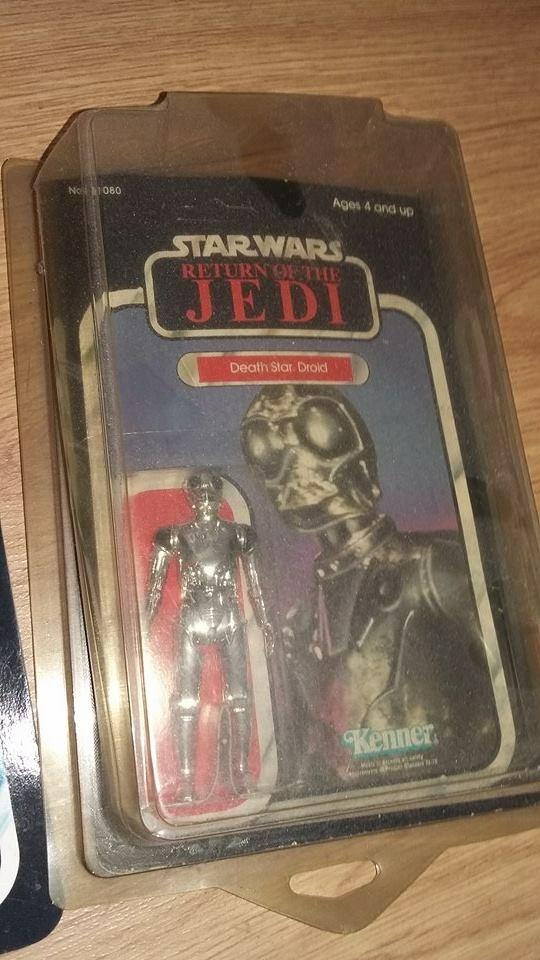 Ages 4 and up
STAR WARS
RETURN OF THE
JEDI
Death Star Droid
Kenner